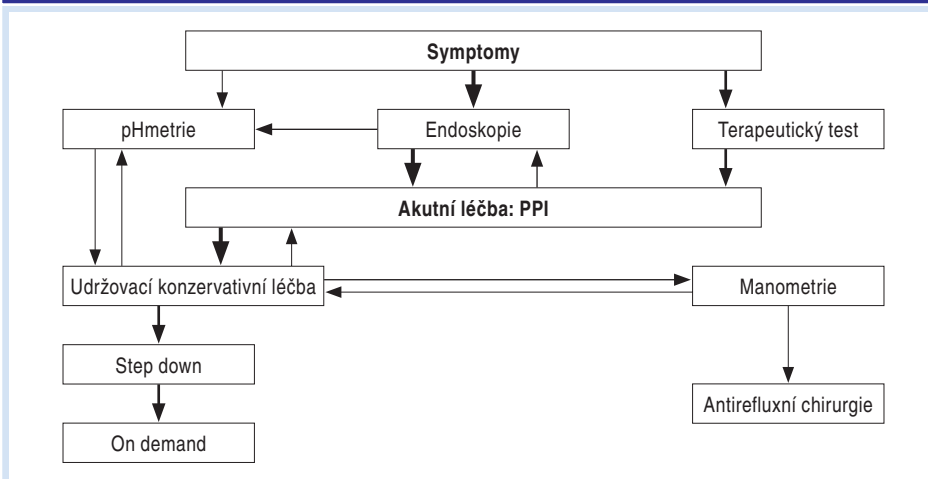 Symptomy
pHmetrie
Endoskopie
Terapeutický test
Akutní léčba: PPI
Udržovací konzervativní léčba
Manometrie
Step down
Antirefluxní chirurgie
On demand